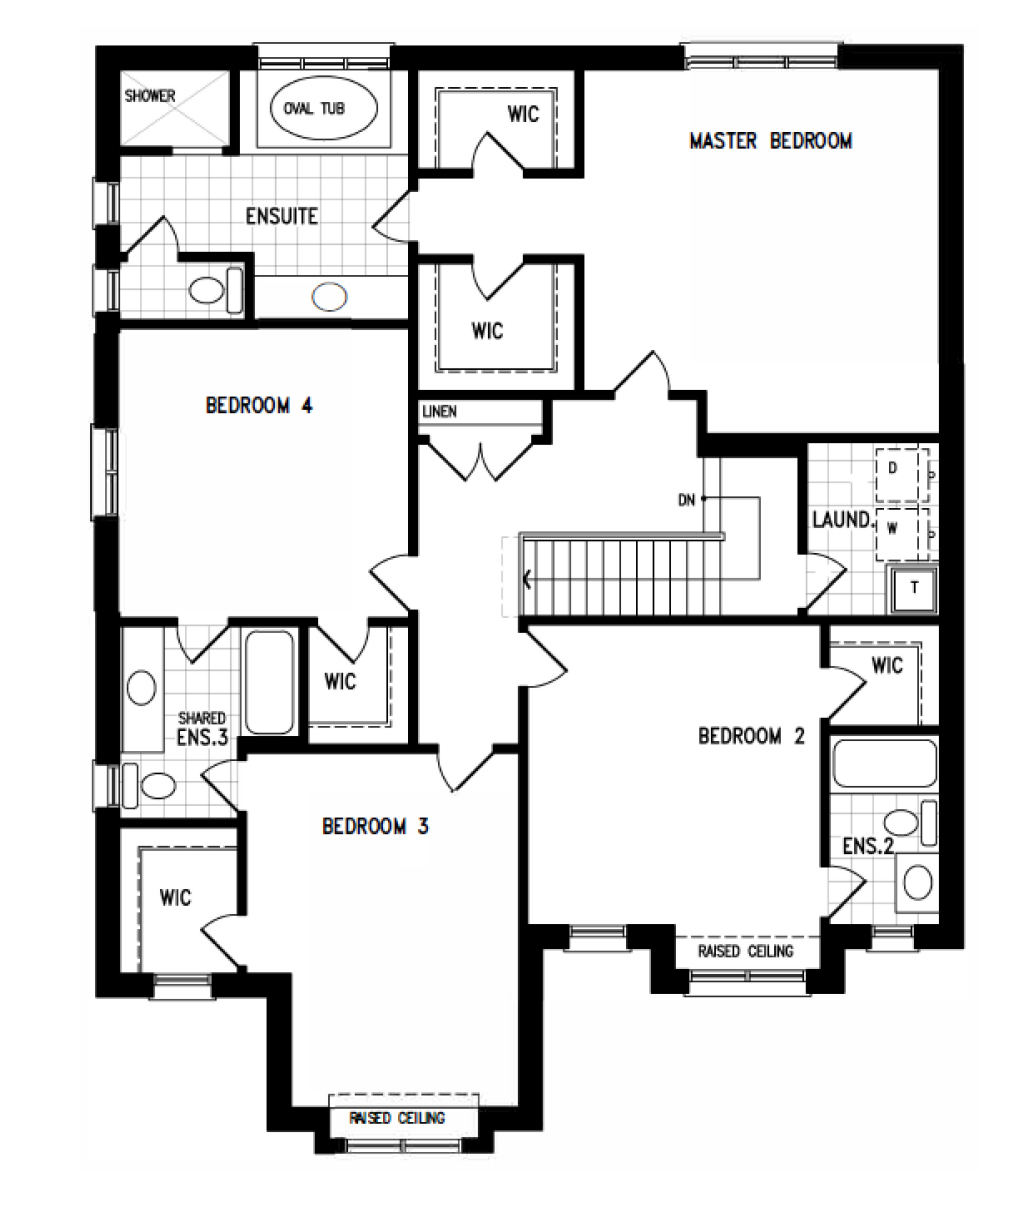 SHOWER
OVAL TUB
WIC
MASTER BEDROOM
ENSUITE
WIC
BEDROOM 4
LINEN
D
DN
LAUND.
W
T
WIC
WIC
SHARED
ENS.3
BEDROOM 2
BEDROOM 3
ENS.2
WIC
RAISED CEILING
RAISED CEILING